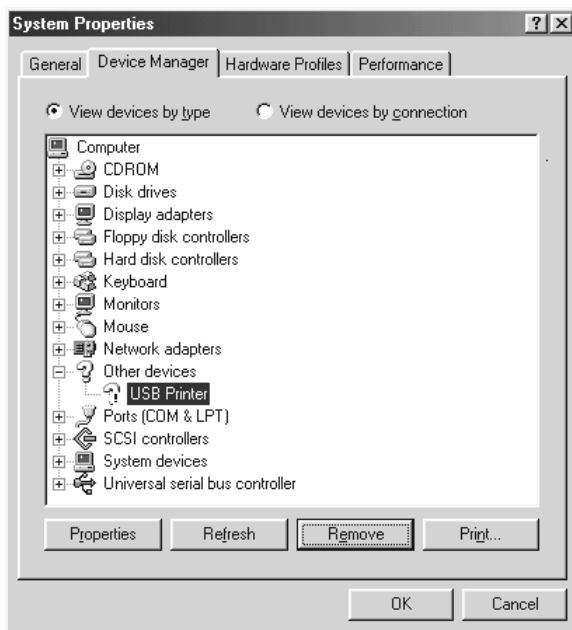 System Properties
General Device Manager Hardware Profiles Performance
View devices by type View devices by connection
Computer
CDROM
Disk drives
Display adapters
Floppy disk controllers
Hard disk controllers
Keyboard
Monitors
Mouse
Network adapters
Other devices
USB Printer
Ports (COM & LPT)
SCSI controllers
System devices
Universal serial bus controller
Properties Refresh Remove Print...
OK Cancel